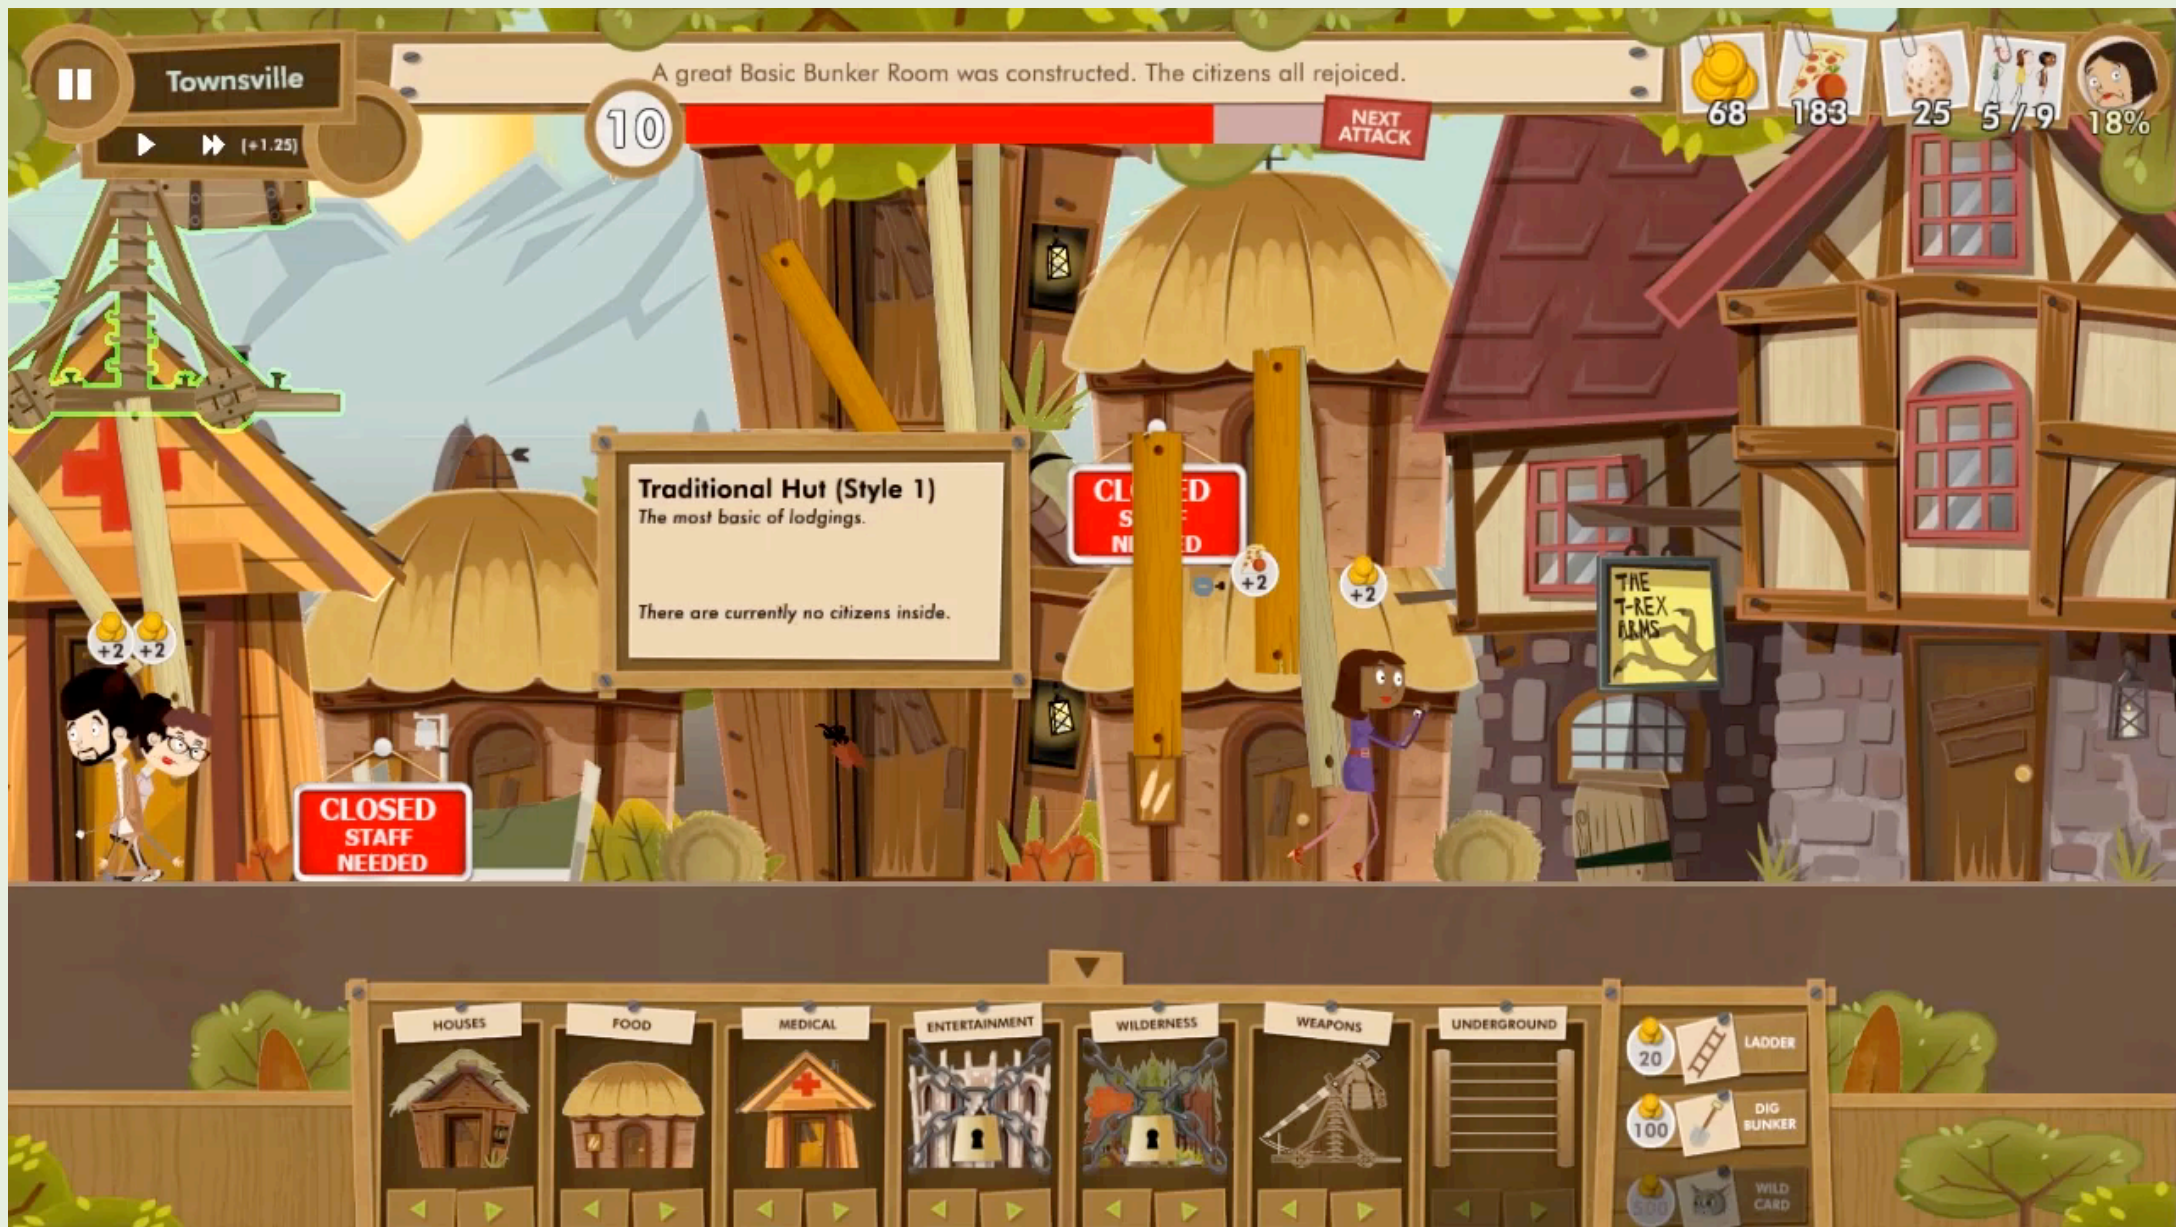 Townsville
A great Basic Bunker Room was constructed. The citizens all rejoiced.
68
183
25
5/9
18%
[+1.25]
10
NEXT
ATTACK
Traditional Hut (Style 1)
The most basic of lodgings.
There are currently no citizens inside.
+2
+2
+2
+2
THE
T-REX
ARMS
CLOSED
STAFF
NEEDED
HOUSES
FOOD
MEDICAL
ENTERTAINMENT
WILDERNESS
WEAPONS
UNDERGROUND
20
LADDER
100
DIG
BUNKER
500
WILD
CARD